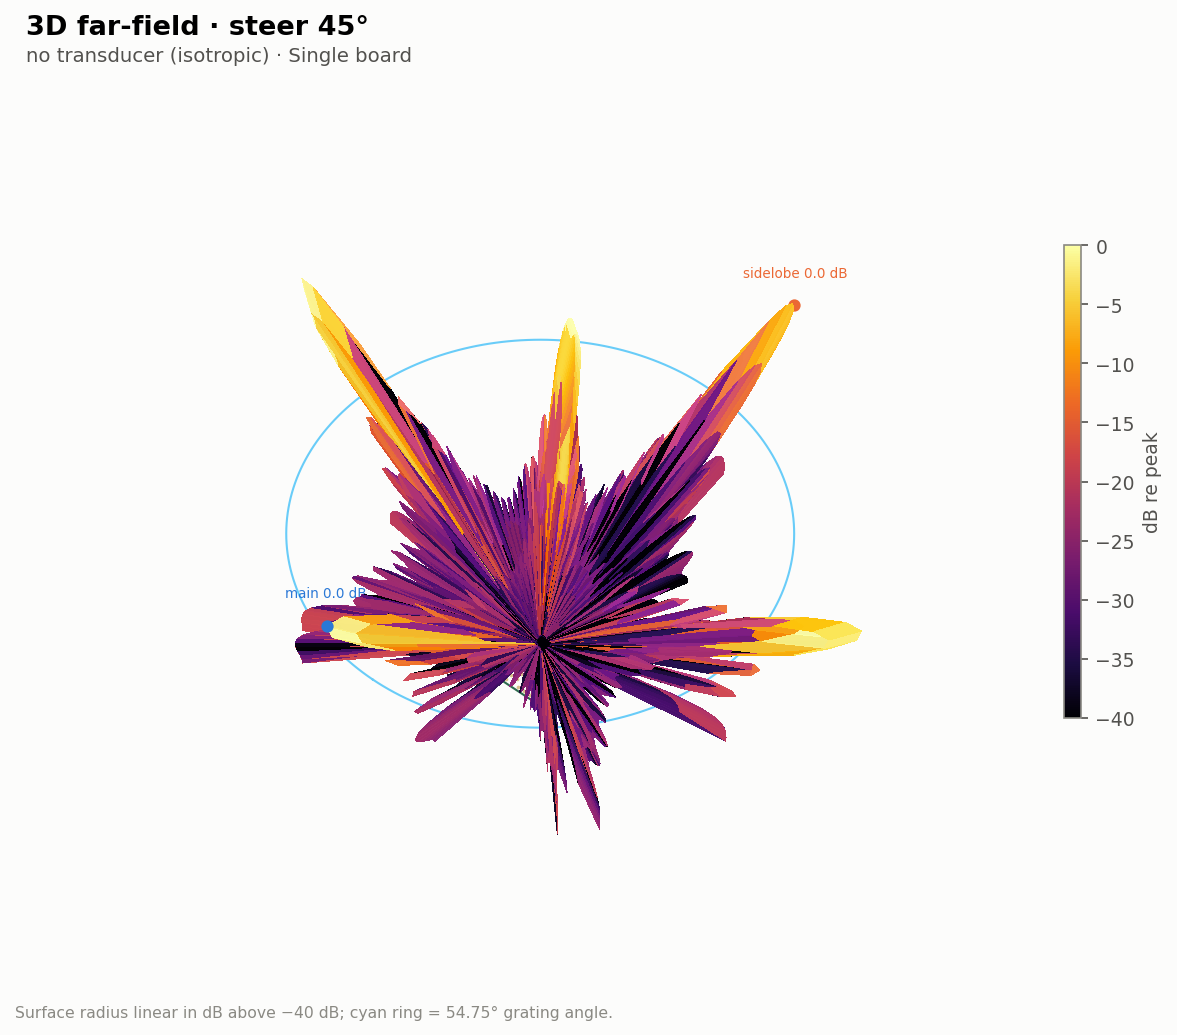 3D far-field · steer 45°
no transducer (isotropic) · Single board
sidelobe 0.0 dB
main 0.0 dB
0
−5
−10
−15
−20
−25
−30
−35
−40
dB re peak
Surface radius linear in dB above −40 dB; cyan ring = 54.75° grating angle.